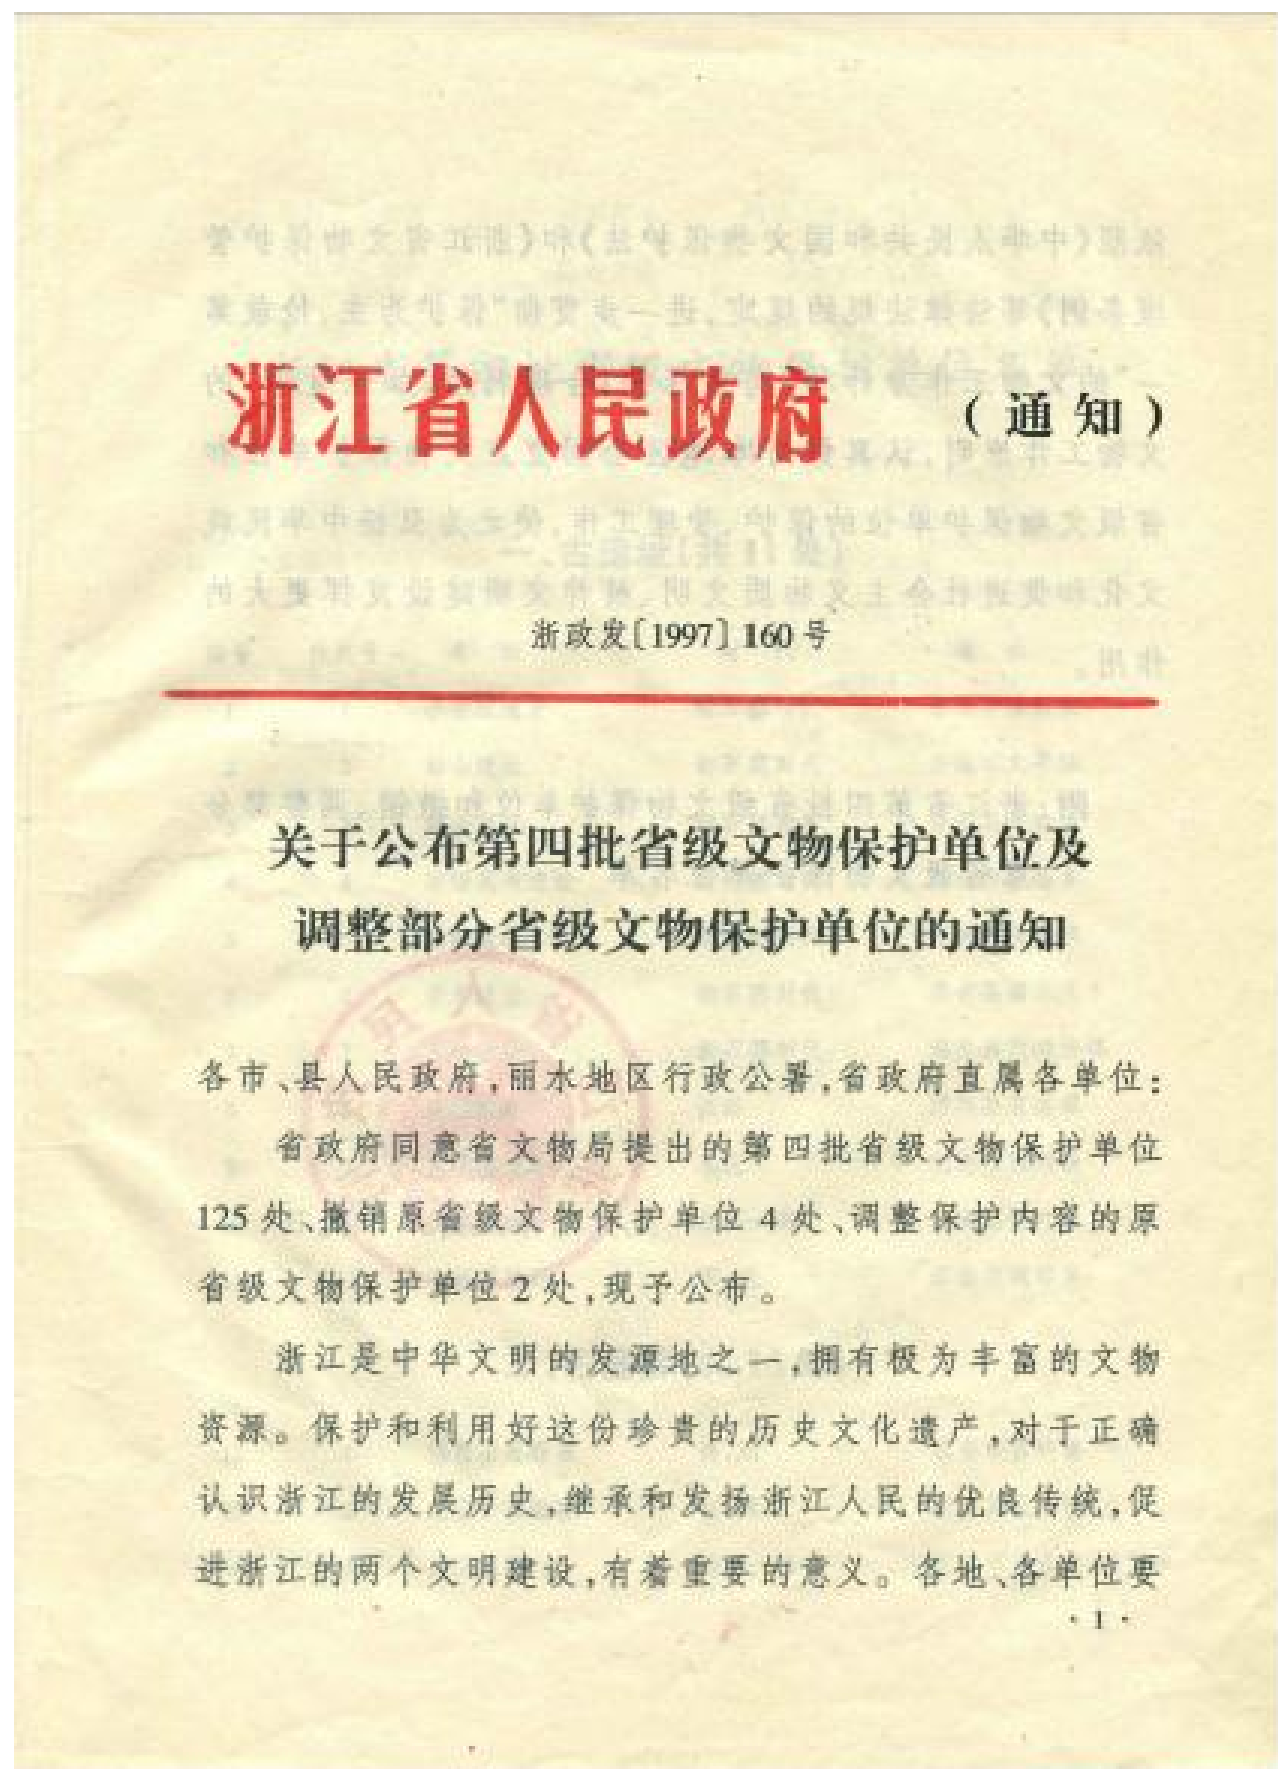 浙江省人民政府 （通知）
浙政发〔1997〕160号
关于公布第四批省级文物保护单位及
调整部分省级文物保护单位的通知
各市、县人民政府，丽水地区行政公署，省政府直属各单位：
省政府同意省文物局提出的第四批省级文物保护单位
125处、撤销原省级文物保护单位4处、调整保护内容的原
省级文物保护单位2处，现予公布。
浙江是中华文明的发源地之一，拥有极为丰富的文物
资源。保护和利用好这份珍贵的历史文化遗产，对于正确
认识浙江的发展历史，继承和发扬浙江人民的优良传统，促
进浙江的两个文明建设，有着重要的意义。各地、各单位要
·1·